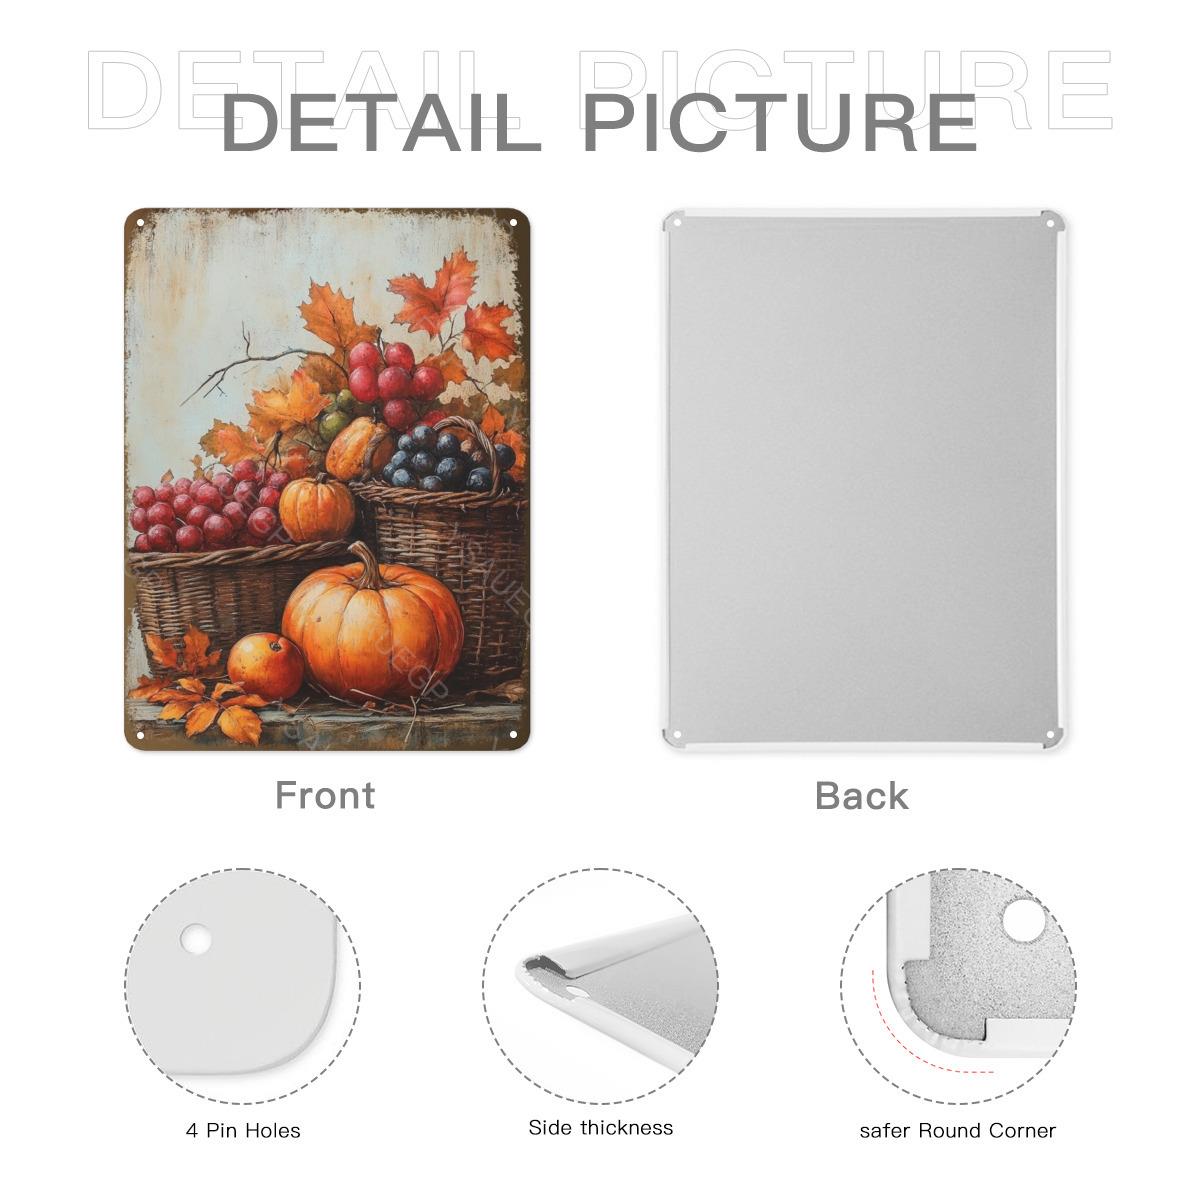 DETAIL PICTURE
DETAIL PICTURE
Front
Back
4 Pin Holes
Side thickness
safer Round Corner